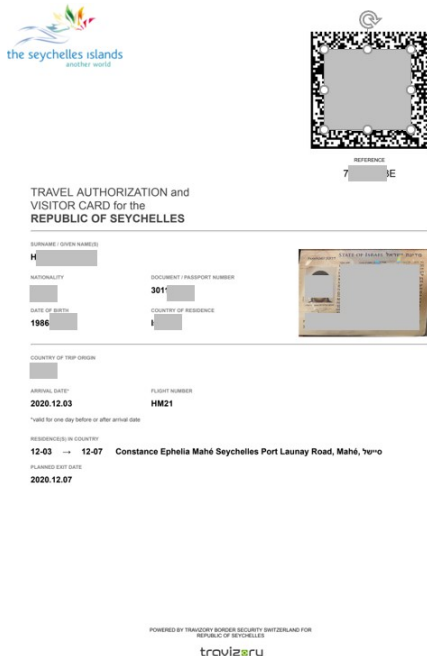 the seychelles islands
another world
REFERENCE
7 BE
TRAVEL AUTHORIZATION and
VISITOR CARD for the
REPUBLIC OF SEYCHELLES
SURNAME / GIVEN NAME(S)
H
NATIONALITY
DOCUMENT / PASSPORT NUMBER
301
STATE OF ISRAEL מדינת ישראל
DATE OF BIRTH
COUNTRY OF RESIDENCE
1986
COUNTRY OF TRIP ORIGIN
ARRIVAL DATE*
FLIGHT NUMBER
2020.12.03
HM21
*valid for one day before or after arrival date
RESIDENCE(S) IN COUNTRY
12-03 → 12-07 Constance Ephelia Mahé Seychelles Port Launay Road, Mahé, סיישל
PLANNED EXIT DATE
2020.12.07
POWERED BY TRAVIZORY BORDER SECURITY SWITZERLAND FOR
REPUBLIC OF SEYCHELLES
travizory